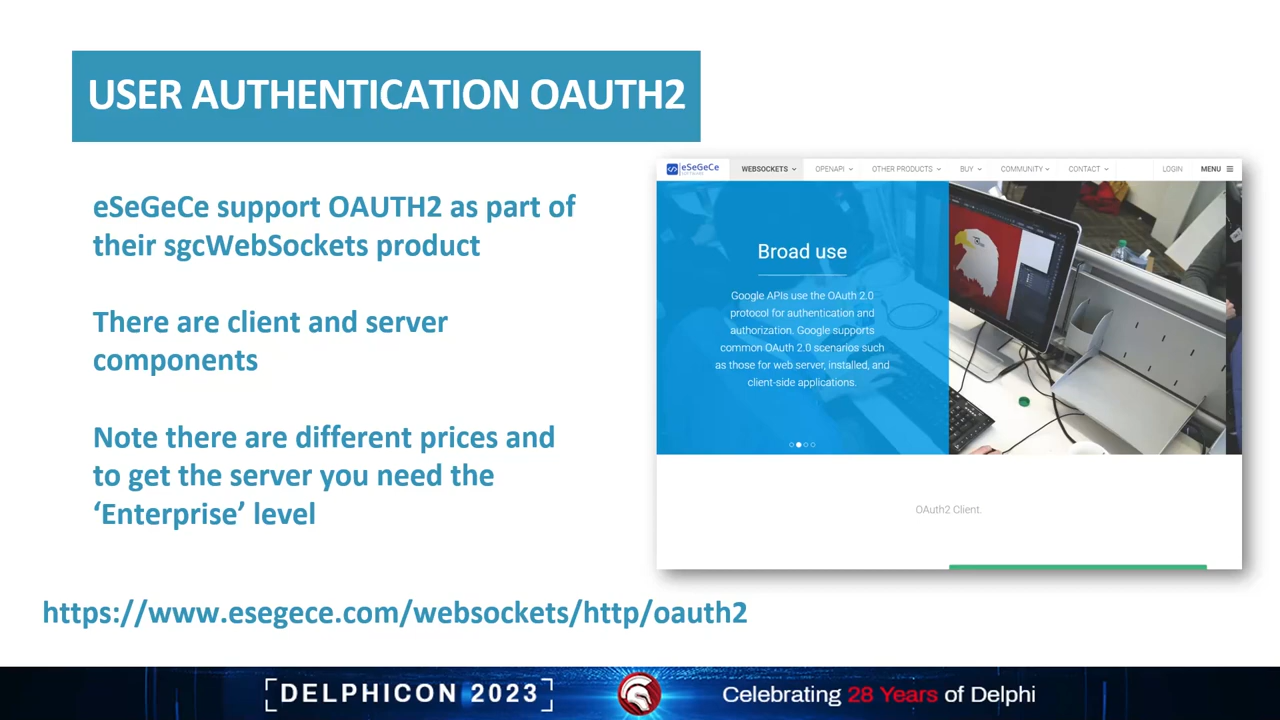 USER AUTHENTICATION OAUTH2
eSeGeCe support OAUTH2 as part of
their sgcWebSockets product
There are client and server
components
Note there are different prices and
to get the server you need the
‘Enterprise’ level
https://www.esegece.com/websockets/http/oauth2
eSeGeCe
SOFTWARE
WEBSOCKETS OPENAPI OTHER PRODUCTS BUY COMMUNITY CONTACT LOGIN MENU
Broad use
Google APIs use the OAuth 2.0
protocol for authentication and
authorization. Google supports
common OAuth 2.0 scenarios such
as those for web server, installed, and
client-side applications.
OAuth2 Client.
[DELPHICON 2023]
Celebrating 28 Years of Delphi